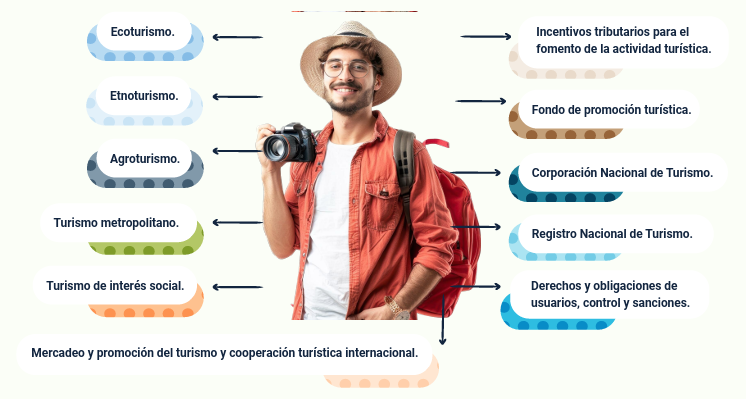 Ecoturismo.
Etnoturismo.
Agroturismo.
Turismo metropolitano.
Turismo de interés social.
Mercadeo y promoción del turismo y cooperación turística internacional.
Incentivos tributarios para el
fomento de la actividad turística.
Fondo de promoción turística.
Corporación Nacional de Turismo.
Registro Nacional de Turismo.
Derechos y obligaciones de
usuarios, control y sanciones.